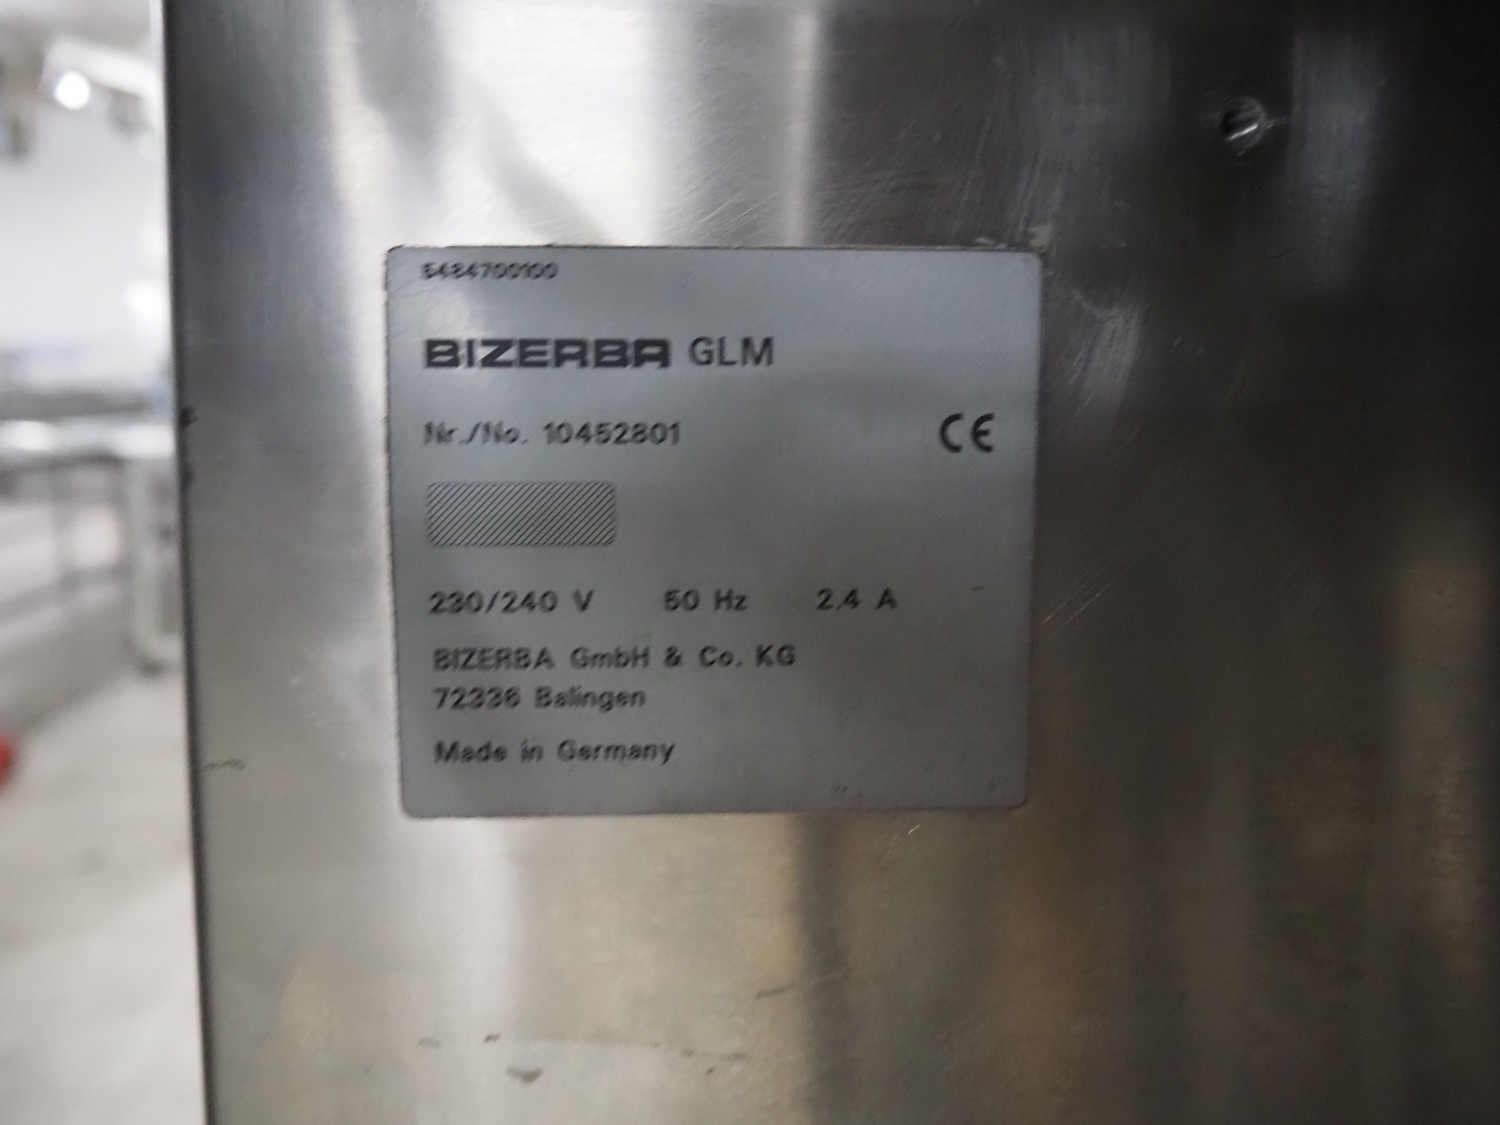 5484700100
BIZERBA GLM
Nr./No. 10452801
CE
230/240 V 50 Hz 2,4 A
BIZERBA GmbH & Co. KG
72336 Balingen
Made in Germany